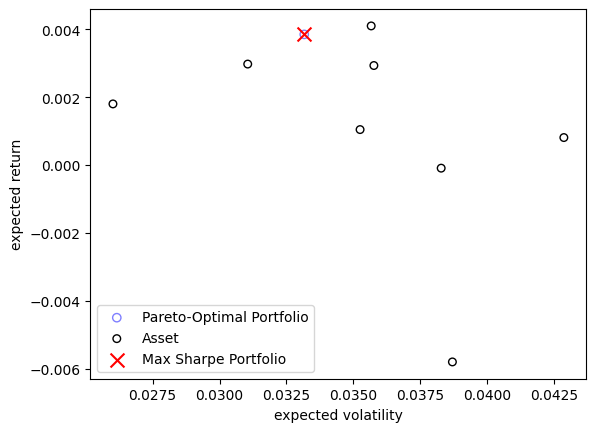 0.004
0.002
0.000
−0.002
−0.004
−0.006
expected return
Pareto-Optimal Portfolio
Asset
Max Sharpe Portfolio
0.0275 0.0300 0.0325 0.0350 0.0375 0.0400 0.0425
expected volatility